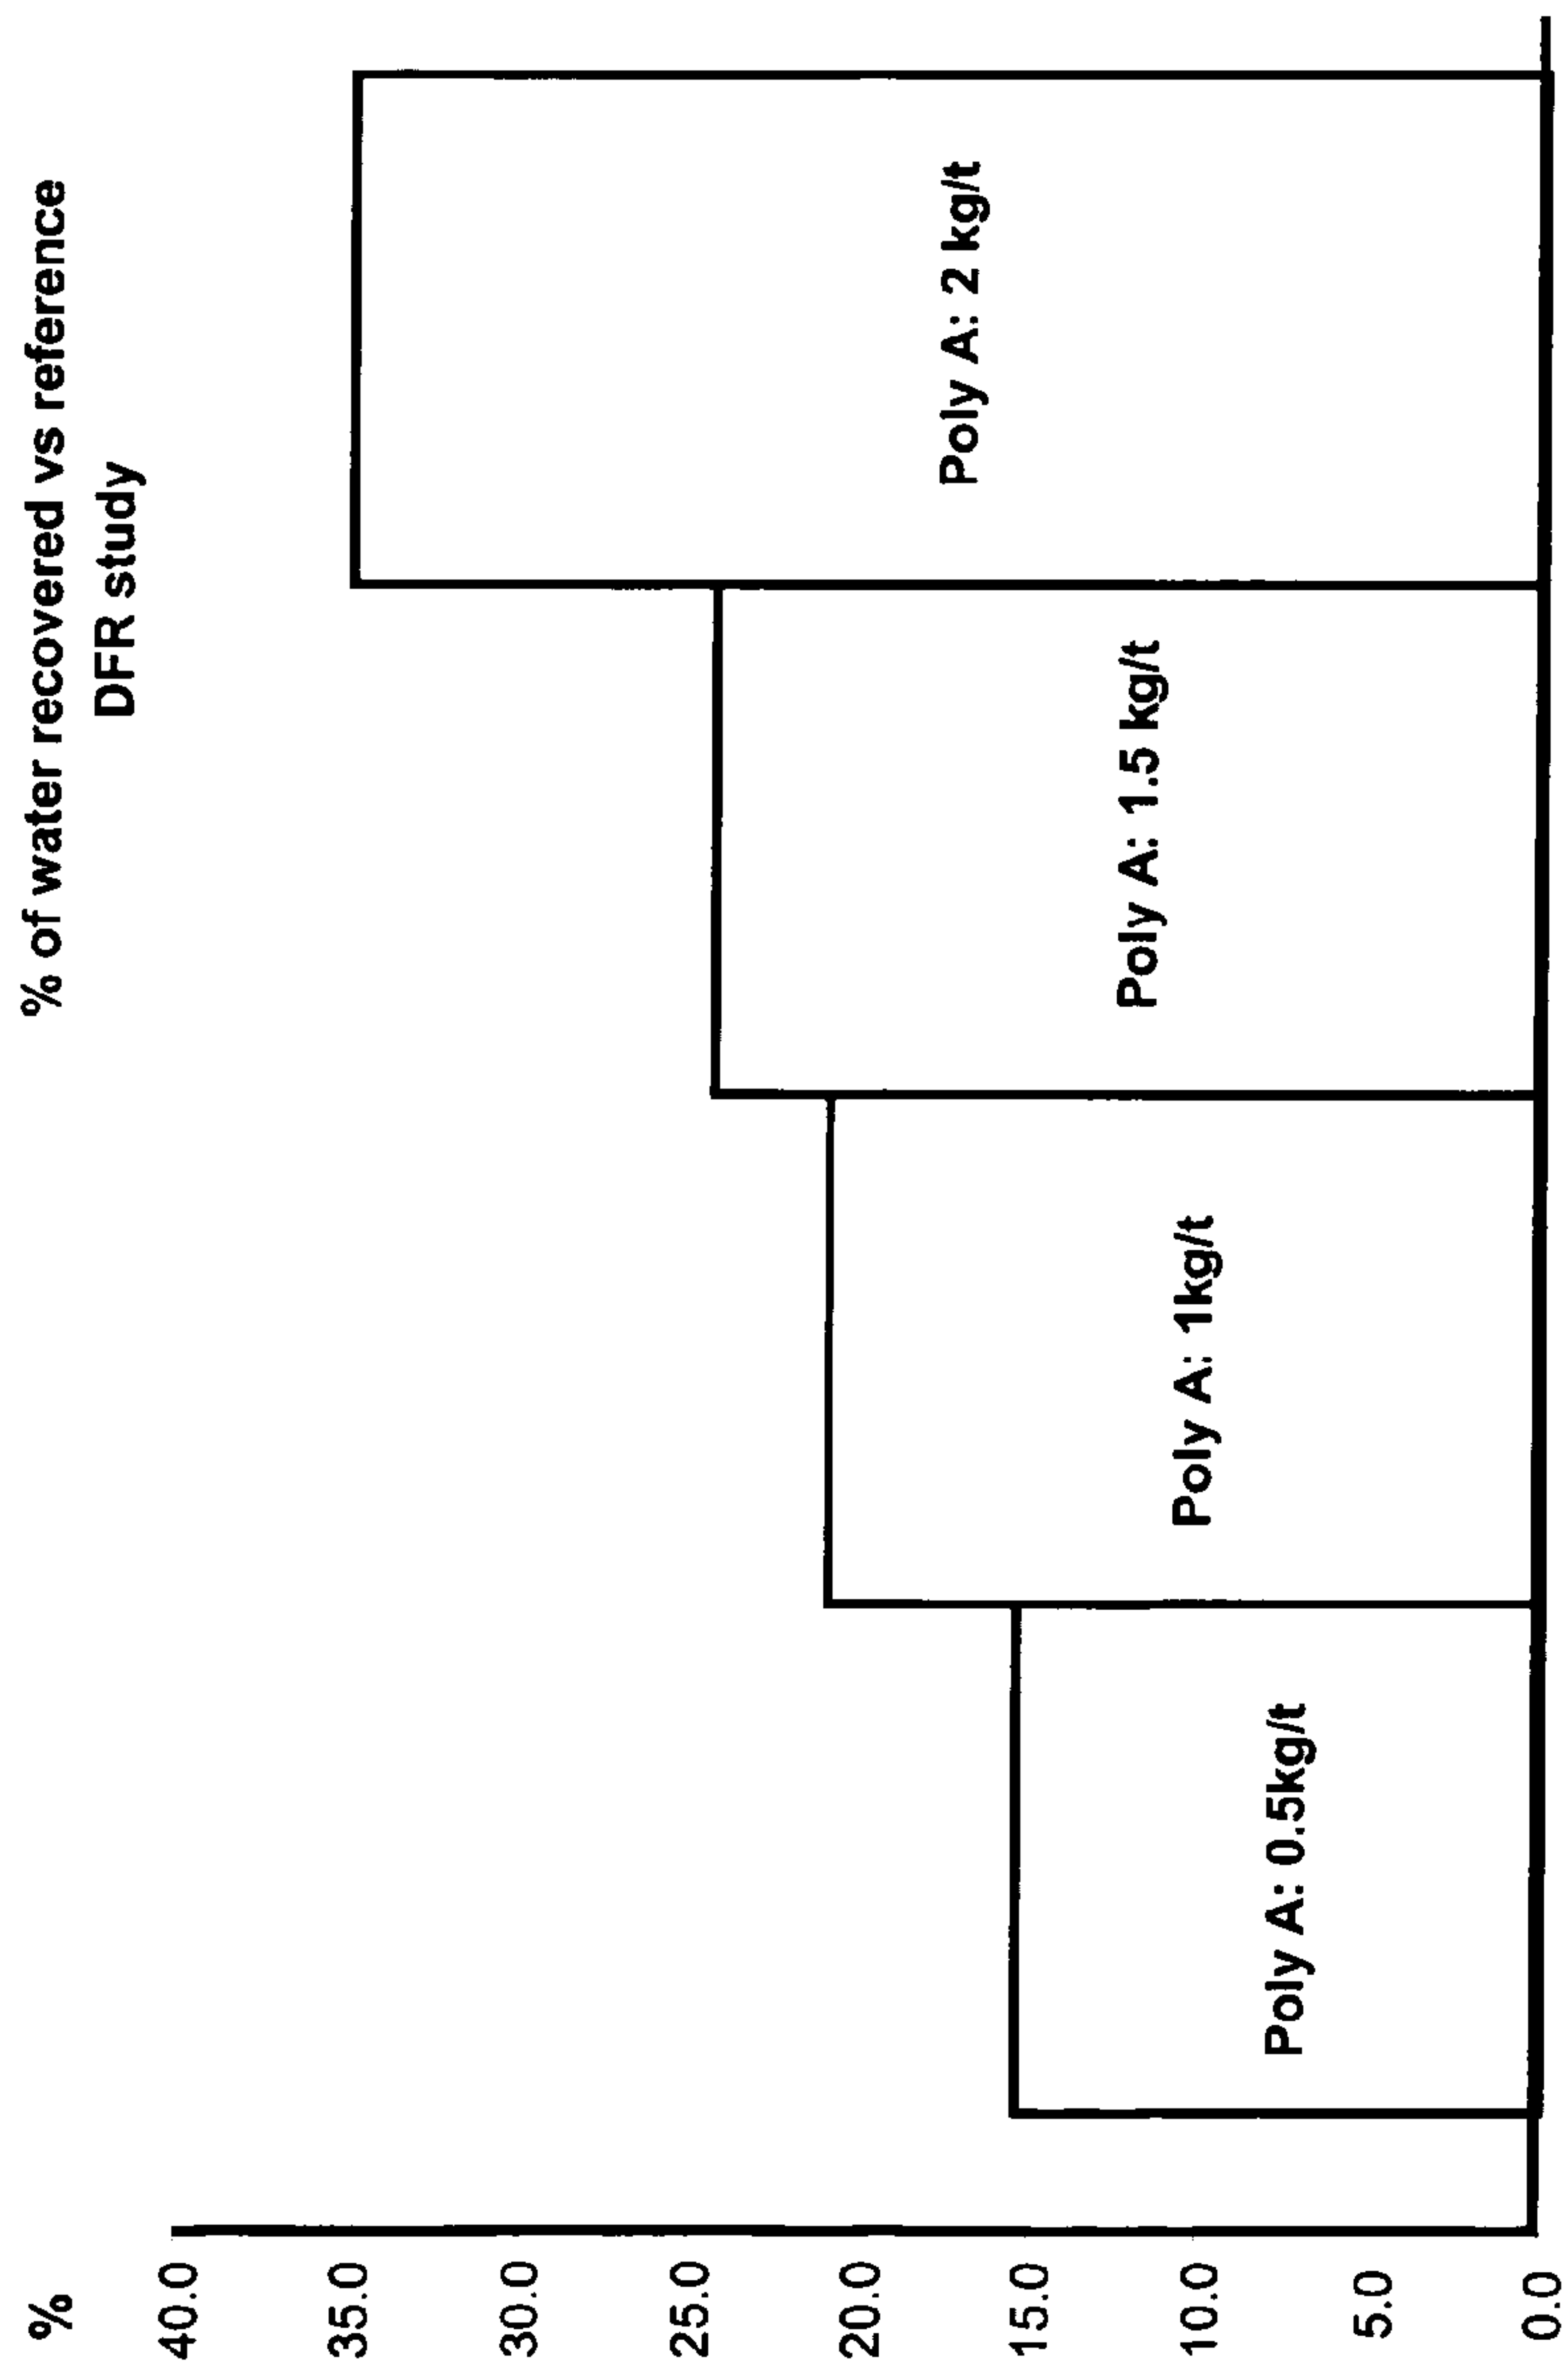 % of water recovered vs reference
DFR study
%
40.0
35.0
30.0
25.0
20.0
15.0
10.0
5.0
0.0
Poly A: 0.5kg/t
Poly A: 1kg/t
Poly A: 1.5 kg/t
Poly A: 2 kg/t